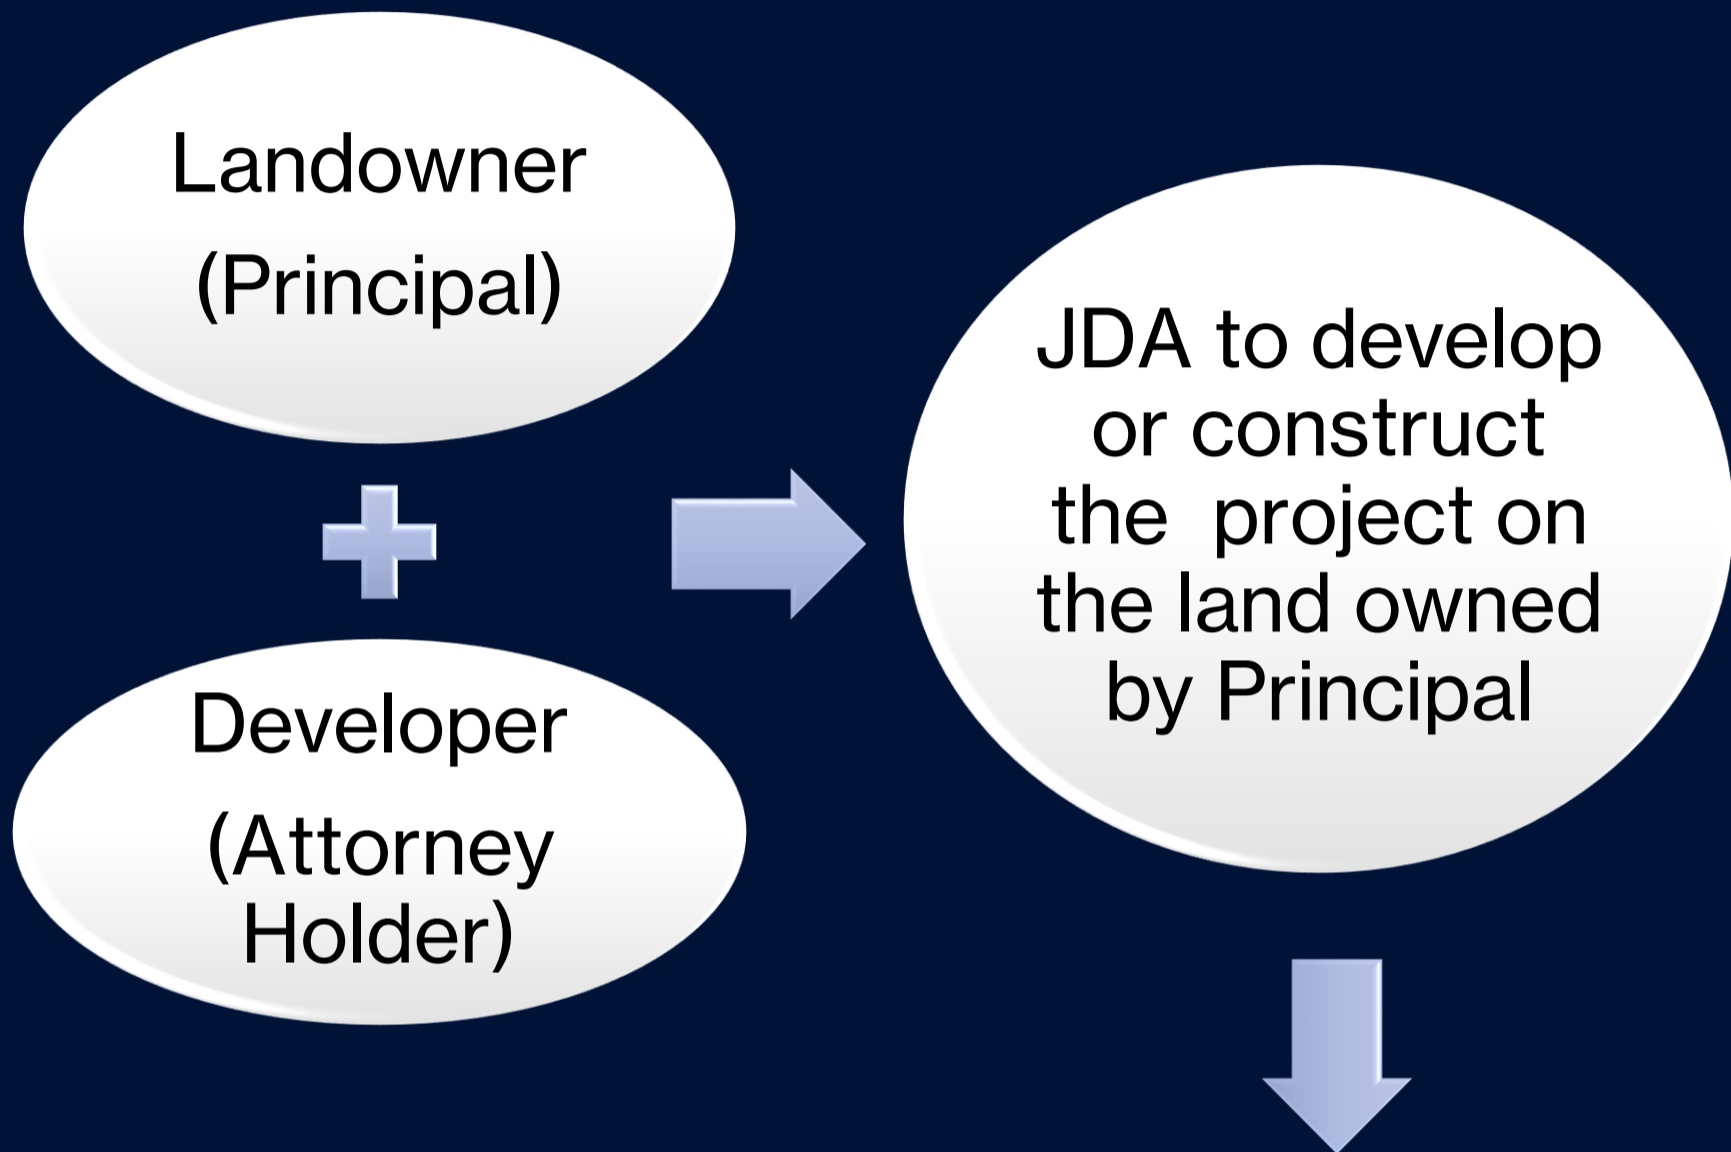 Landowner
(Principal)
Developer
(Attorney
Holder)
JDA to develop
or construct
the  project on
the land owned
by Principal